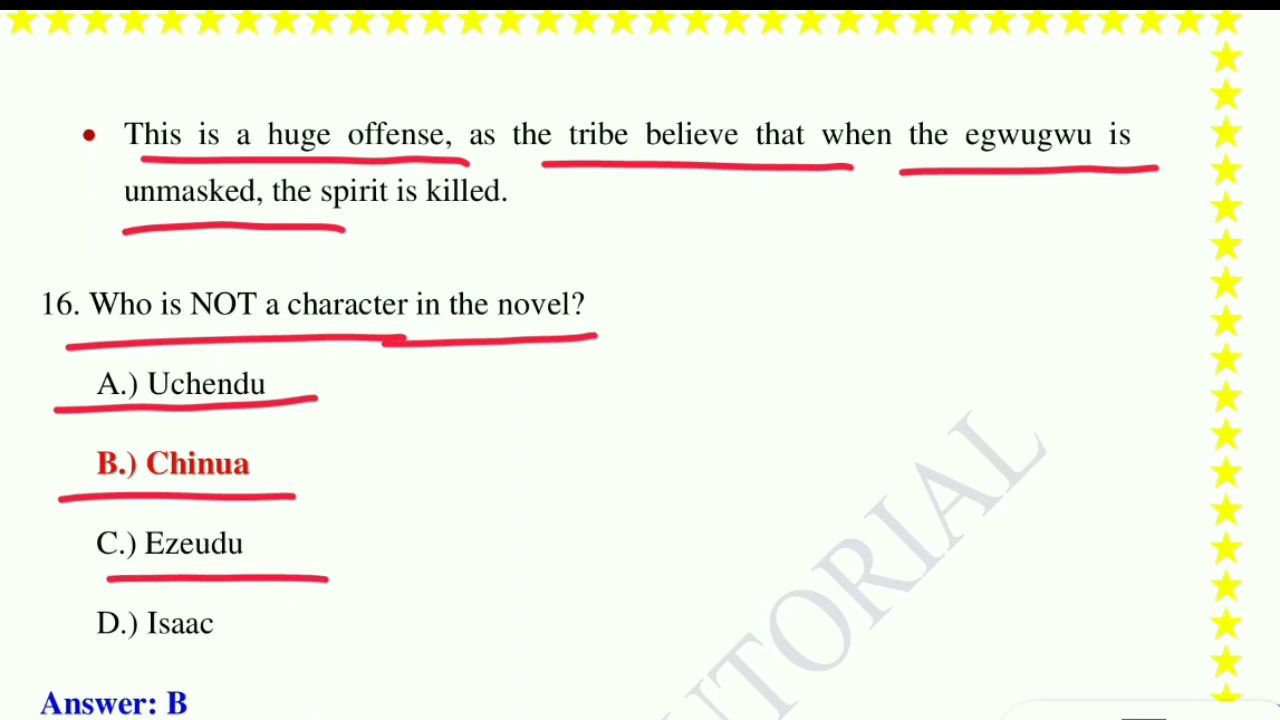 This is a huge offense, as the tribe believe that when the egwugwu is
unmasked, the spirit is killed.
16. Who is NOT a character in the novel?
A.) Uchendu
B.) Chinua
C.) Ezeudu
D.) Isaac
Answer: B